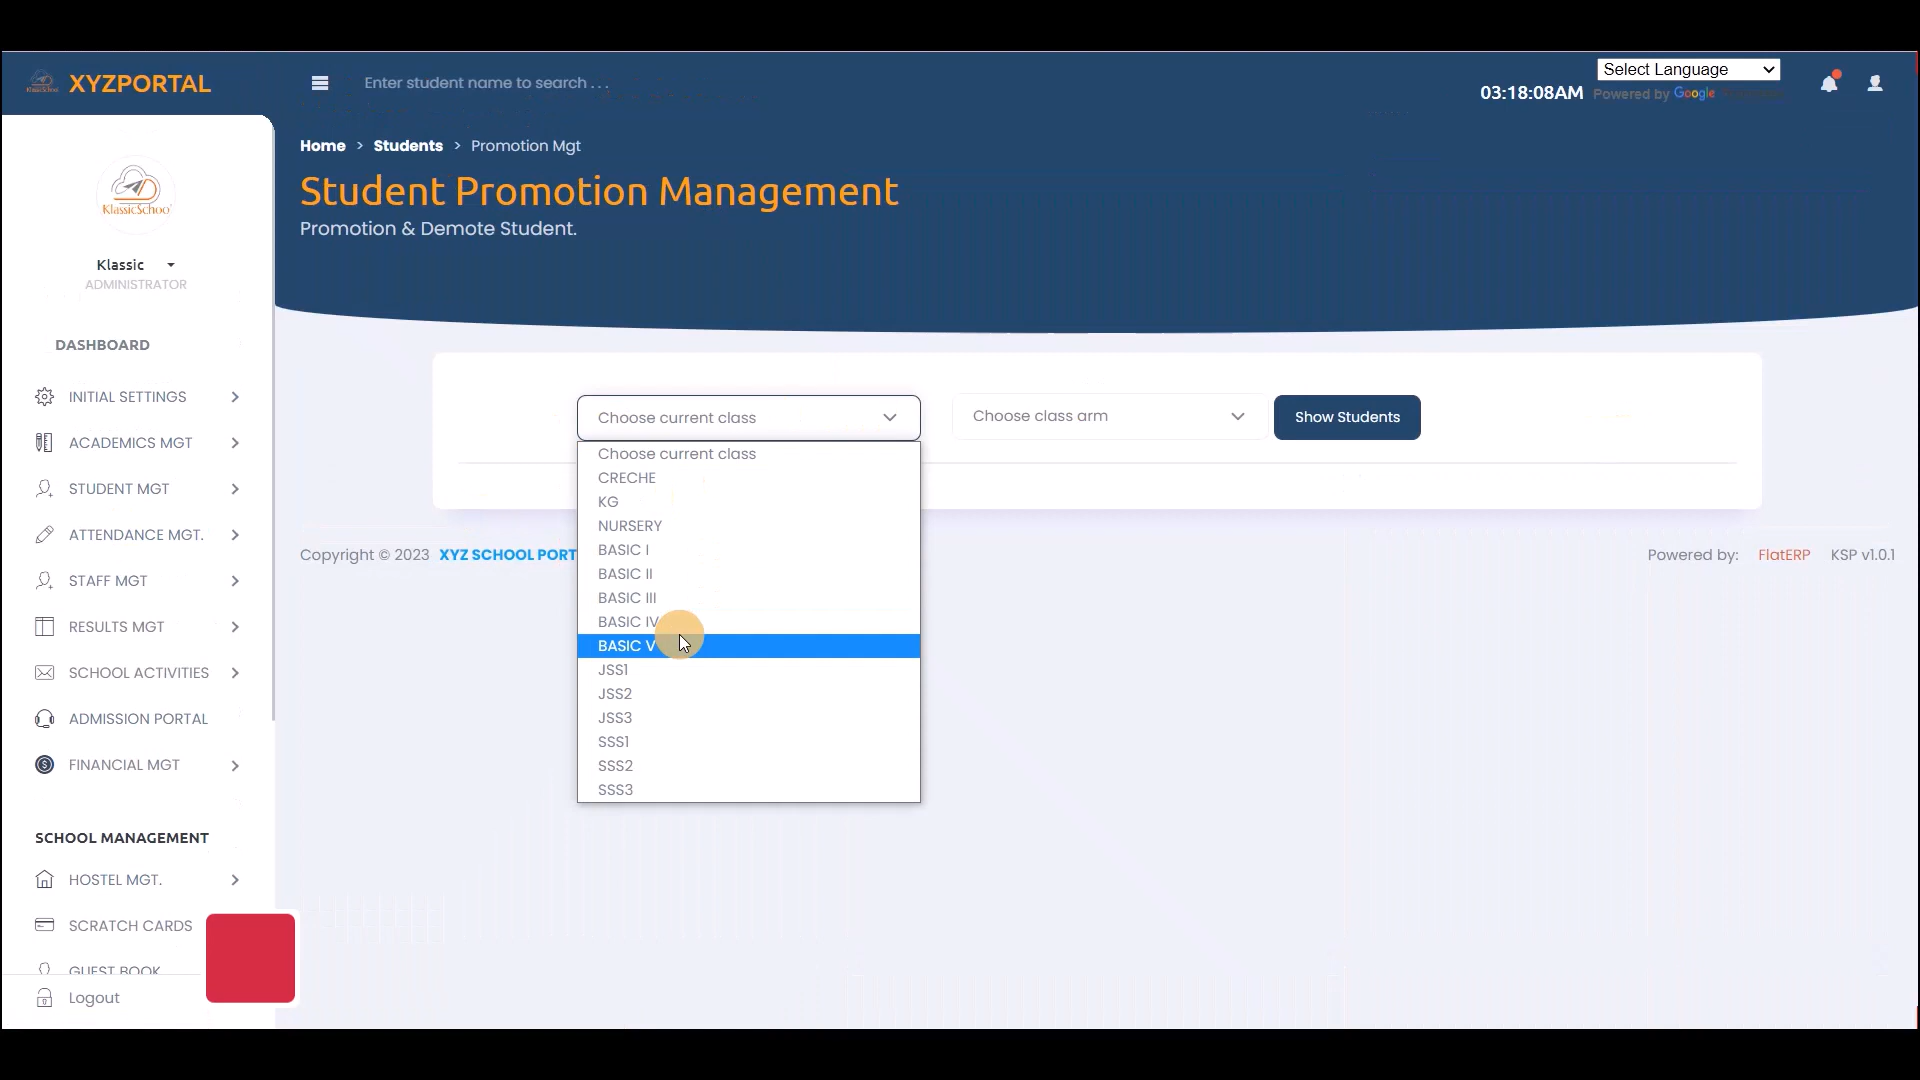 XYZPORTAL
Enter student name to search . . .
03:18:08AM
Select Language
Powered by Google
Home > Students > Promotion Mgt
Student Promotion Management
Promotion & Demote Student.
KlassicSchoo
Klassic
ADMINISTRATOR
DASHBOARD
INITIAL SETTINGS
ACADEMICS MGT
STUDENT MGT
ATTENDANCE MGT.
STAFF MGT
RESULTS MGT
SCHOOL ACTIVITIES
ADMISSION PORTAL
FINANCIAL MGT
SCHOOL MANAGEMENT
HOSTEL MGT.
SCRATCH CARDS
GUEST BOOK
Logout
Choose current class
Choose class arm
Show Students
Choose current class
CRECHE
KG
NURSERY
BASIC I
BASIC II
BASIC III
BASIC IV
BASIC V
JSS1
JSS2
JSS3
SSS1
SSS2
SSS3
Copyright © 2023 XYZ SCHOOL PORT
Powered by: FlatERP KSP v1.0.1